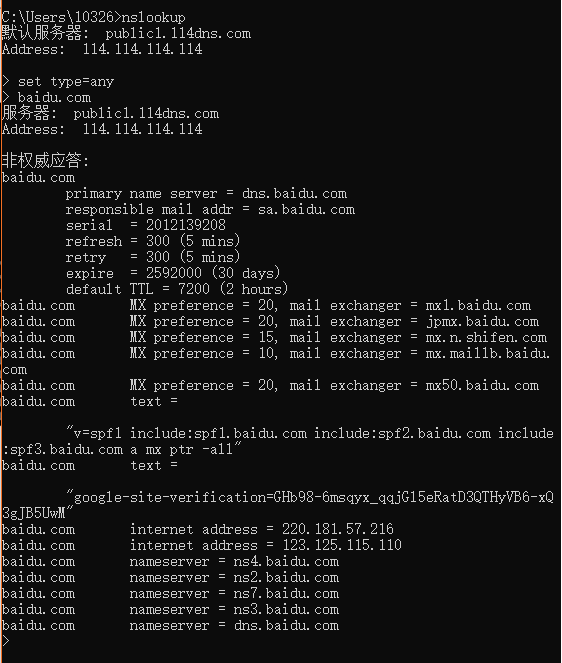 C:\Users\10326>nslookup
默认服务器:  public1.114dns.com
Address:  114.114.114.114
> set type=any
> baidu.com
服务器:  public1.114dns.com
Address:  114.114.114.114
非权威应答:
baidu.com
        primary name server = dns.baidu.com
        responsible mail addr = sa.baidu.com
        serial  = 2012139208
        refresh = 300 (5 mins)
        retry   = 300 (5 mins)
        expire  = 2592000 (30 days)
        default TTL = 7200 (2 hours)
baidu.com       MX preference = 20, mail exchanger = mx1.baidu.com
baidu.com       MX preference = 20, mail exchanger = jpmx.baidu.com
baidu.com       MX preference = 15, mail exchanger = mx.n.shifen.com
baidu.com       MX preference = 10, mail exchanger = mx.maillb.baidu.
com
baidu.com       MX preference = 20, mail exchanger = mx50.baidu.com
baidu.com       text =
        "v=spf1 include:spf1.baidu.com include:spf2.baidu.com include
:spf3.baidu.com a mx ptr -all"
baidu.com       text =
        "google-site-verification=GHb98-6msqyx_qqjG15eRatD3QTHyVB6-xQ
3gJB5UwM"
baidu.com       internet address = 220.181.57.216
baidu.com       internet address = 123.125.115.110
baidu.com       nameserver = ns4.baidu.com
baidu.com       nameserver = ns2.baidu.com
baidu.com       nameserver = ns7.baidu.com
baidu.com       nameserver = ns3.baidu.com
baidu.com       nameserver = dns.baidu.com
>